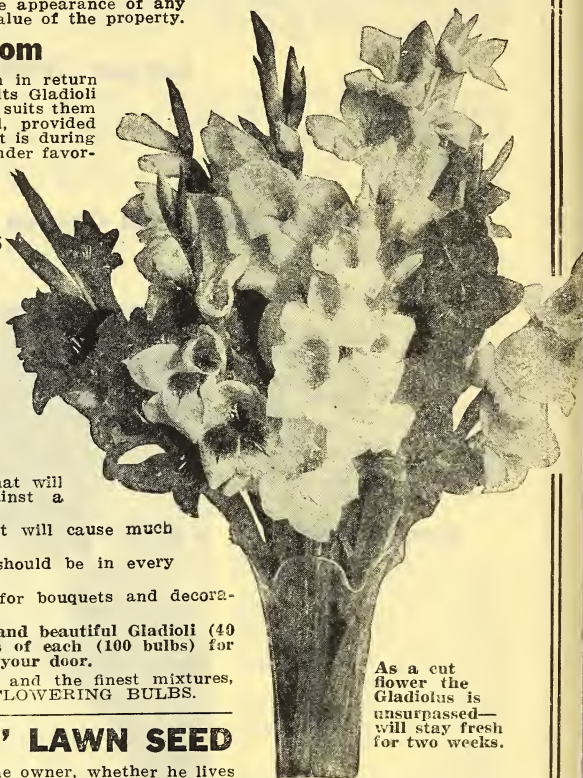 e appearance of any
alue of the property.
om
n in return
lts Gladioli
suits them
l, provided
t is during
nder favor-
s
hat will
inst a
t will cause much
should be in every
for bouquets and decora-
and beautiful Gladioli (40
s of each (100 bulbs) for
your door.
and the finest mixtures,
FLOWERING BULBS.
As a cut
flower the
Gladiolus is
unsurpassed—
will stay fresh
for two weeks.
' LAWN SEED
e owner, whether he lives